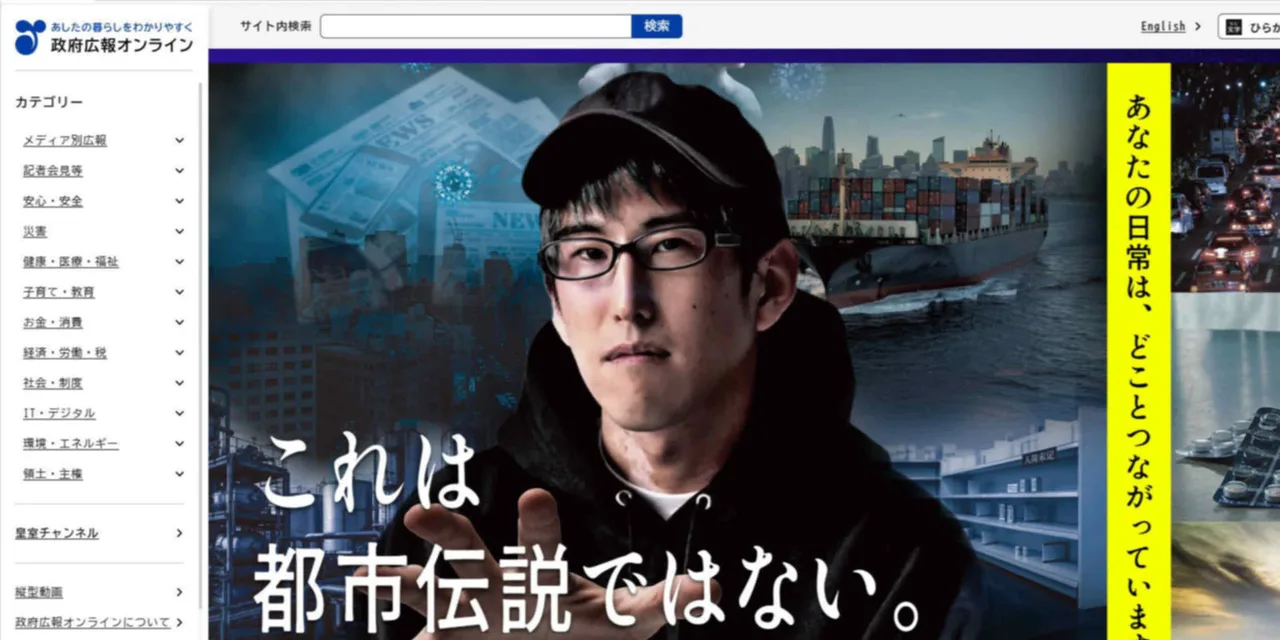 あしたの暮らしをわかりやすく
政府広報オンライン
サイト内検索
検索
English
カテゴリー
メディア別広報
記者会見等
安心・安全
災害
健康・医療・福祉
子育て・教育
お金・消費
経済・労働・税
社会・制度
IT・デジタル
環境・エネルギー
領土・主権
皇室チャンネル
縦型動画
政府広報オンラインについて
NEWS
NEWS
入荷未定
これは
都市伝説ではない。
あなたの日常は、どことつながっていま